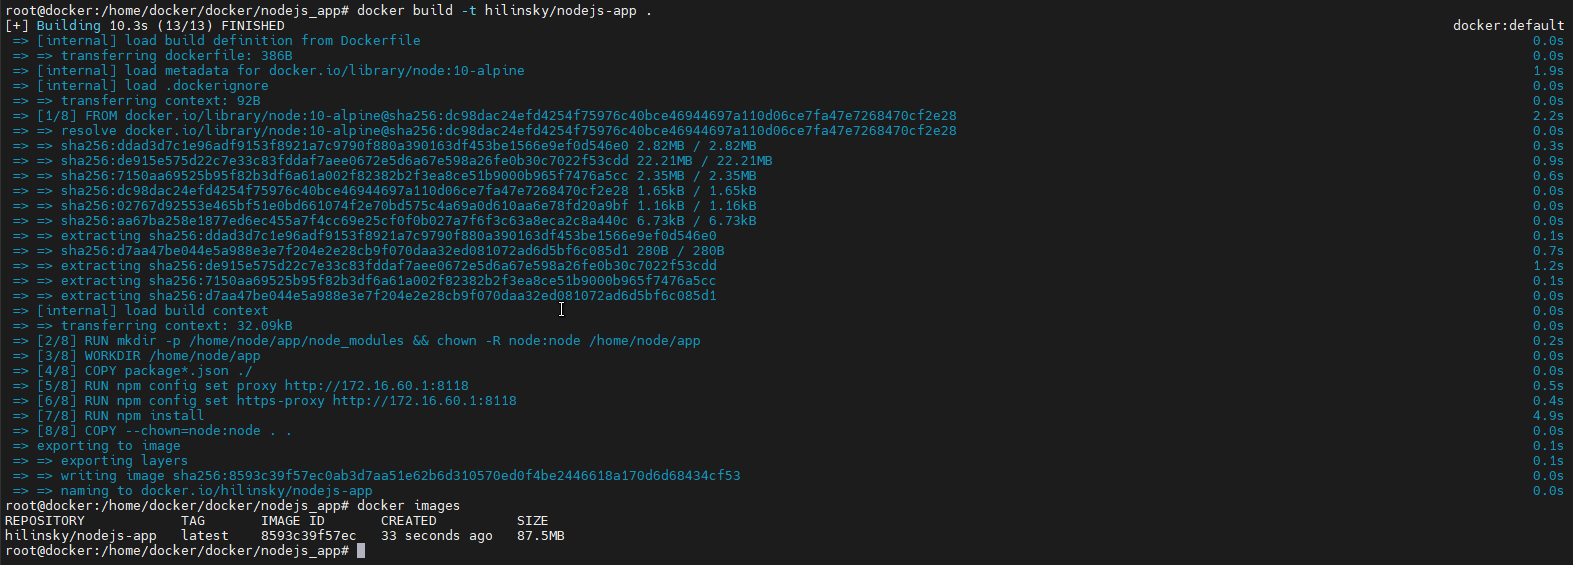 root@docker:/home/docker/docker/nodejs_app# docker build -t hilinsky/nodejs-app .
[+] Building 10.3s (13/13) FINISHED docker:default
=> [internal] load build definition from Dockerfile 0.0s
=> => transferring dockerfile: 386B 0.0s
=> [internal] load metadata for docker.io/library/node:10-alpine 1.9s
=> [internal] load .dockerignore 0.0s
=> => transferring context: 92B 0.0s
=> [1/8] FROM docker.io/library/node:10-alpine@sha256:dc98dac24efd4254f75976c40bce46944697a110d06ce7fa47e7268470cf2e28 2.2s
=> => resolve docker.io/library/node:10-alpine@sha256:dc98dac24efd4254f75976c40bce46944697a110d06ce7fa47e7268470cf2e28 0.0s
=> => sha256:ddad3d7c1e96adf9153f8921a7c9790f880a390163df453be1566e9ef0d546e0 2.82MB / 2.82MB 0.3s
=> => sha256:de915e575d22c7e33c83fddaf7aee0672e5d6a67e598a26fe0b30c7022f53cdd 22.21MB / 22.21MB 0.9s
=> => sha256:7150aa69525b95f82b3df6a61a002f82382b2f3ea8ce51b9000b965f7476a5cc 2.35MB / 2.35MB 0.6s
=> => sha256:dc98dac24efd4254f75976c40bce46944697a110d06ce7fa47e7268470cf2e28 1.65kB / 1.65kB 0.0s
=> => sha256:02767d92553e465bf51e0bd661074f2e70bd575c4a69a0d610aa6e78fd20a9bf 1.16kB / 1.16kB 0.0s
=> => sha256:aa67ba258e1877ed6ec455a7f4cc69e25cf0f0b027a7f6f3c63a8eca2c8a440c 6.73kB / 6.73kB 0.0s
=> => extracting sha256:ddad3d7c1e96adf9153f8921a7c9790f880a390163df453be1566e9ef0d546e0 0.1s
=> => sha256:d7aa47be044e5a988e3e7f204e2e28cb9f070daa32ed081072ad6d5bf6c085d1 280B / 280B 0.7s
=> => extracting sha256:de915e575d22c7e33c83fddaf7aee0672e5d6a67e598a26fe0b30c7022f53cdd 1.2s
=> => extracting sha256:7150aa69525b95f82b3df6a61a002f82382b2f3ea8ce51b9000b965f7476a5cc 0.1s
=> => extracting sha256:d7aa47be044e5a988e3e7f204e2e28cb9f070daa32ed081072ad6d5bf6c085d1 0.0s
=> [internal] load build context 0.0s
=> => transferring context: 32.09kB 0.0s
=> [2/8] RUN mkdir -p /home/node/app/node_modules && chown -R node:node /home/node/app 0.2s
=> [3/8] WORKDIR /home/node/app 0.0s
=> [4/8] COPY package*.json ./ 0.0s
=> [5/8] RUN npm config set proxy http://172.16.60.1:8118 0.5s
=> [6/8] RUN npm config set https-proxy http://172.16.60.1:8118 0.4s
=> [7/8] RUN npm install 4.9s
=> [8/8] COPY --chown=node:node . . 0.0s
=> exporting to image 0.1s
=> => exporting layers 0.1s
=> => writing image sha256:8593c39f57ec0ab3d7aa51e62b6d310570ed0f4be2446618a170d6d68434cf53 0.0s
=> => naming to docker.io/hilinsky/nodejs-app 0.0s
root@docker:/home/docker/docker/nodejs_app# docker images
REPOSITORY TAG IMAGE ID CREATED SIZE
hilinsky/nodejs-app latest 8593c39f57ec 33 seconds ago 87.5MB
root@docker:/home/docker/docker/nodejs_app#